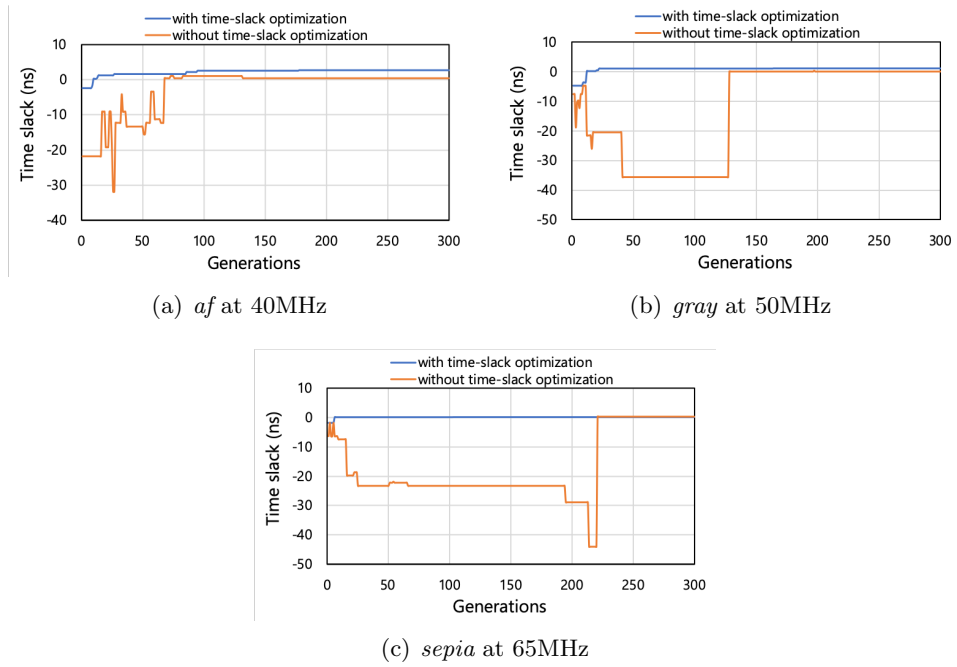 with time-slack optimization
without time-slack optimization
Time slack (ns)
10
0
-10
-20
-30
-40
0 50 100 150 200 250 300
Generations
(a) af at 40MHz
with time-slack optimization
without time-slack optimization
Time slack (ns)
10
0
-10
-20
-30
-40
-50
0 50 100 150 200 250 300
Generations
(b) gray at 50MHz
with time-slack optimization
without time-slack optimization
Time slack (ns)
10
0
-10
-20
-30
-40
-50
0 50 100 150 200 250 300
Generations
(c) sepia at 65MHz